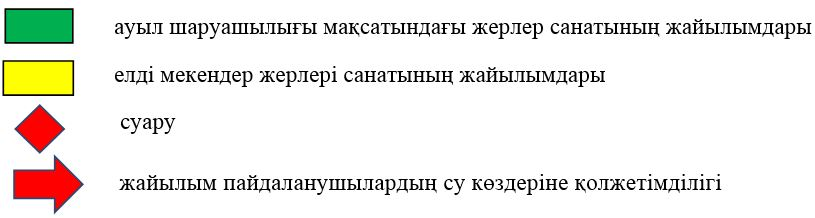 ауыл шаруашылығы мақсатындағы жерлер санатының жайылымдары
елді мекендер жерлері санатының жайылымдары
суару
жайылым пайдаланушылардың су көздеріне қолжетімділігі